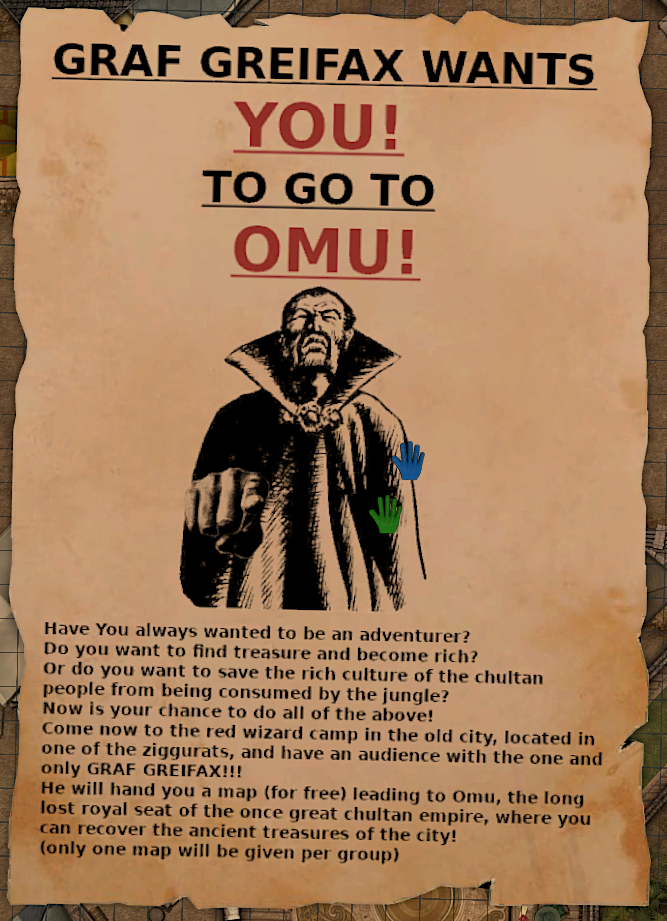 GRAF GREIFAX WANTS
YOU!
TO GO TO
OMU!
Have You always wanted to be an adventurer?
Do you want to find treasure and become rich?
Or do you want to save the rich culture of the chultan
people from being consumed by the jungle?
Now is your chance to do all of the above!
Come now to the red wizard camp in the old city, located in
one of the ziggurats, and have an audience with the one and
only GRAF GREIFAX!!!
He will hand you a map (for free) leading to Omu, the long
lost royal seat of the once great chultan empire, where you
can recover the ancient treasures of the city!
(only one map will be given per group)